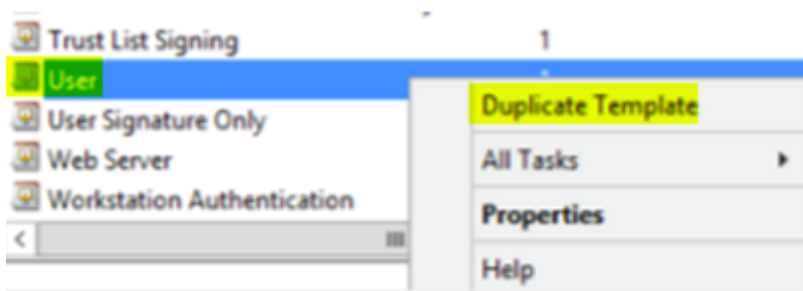 Trust List Signing 1
User
Duplicate Template
User Signature Only
All Tasks
Web Server
Workstation Authentication
Properties
Help